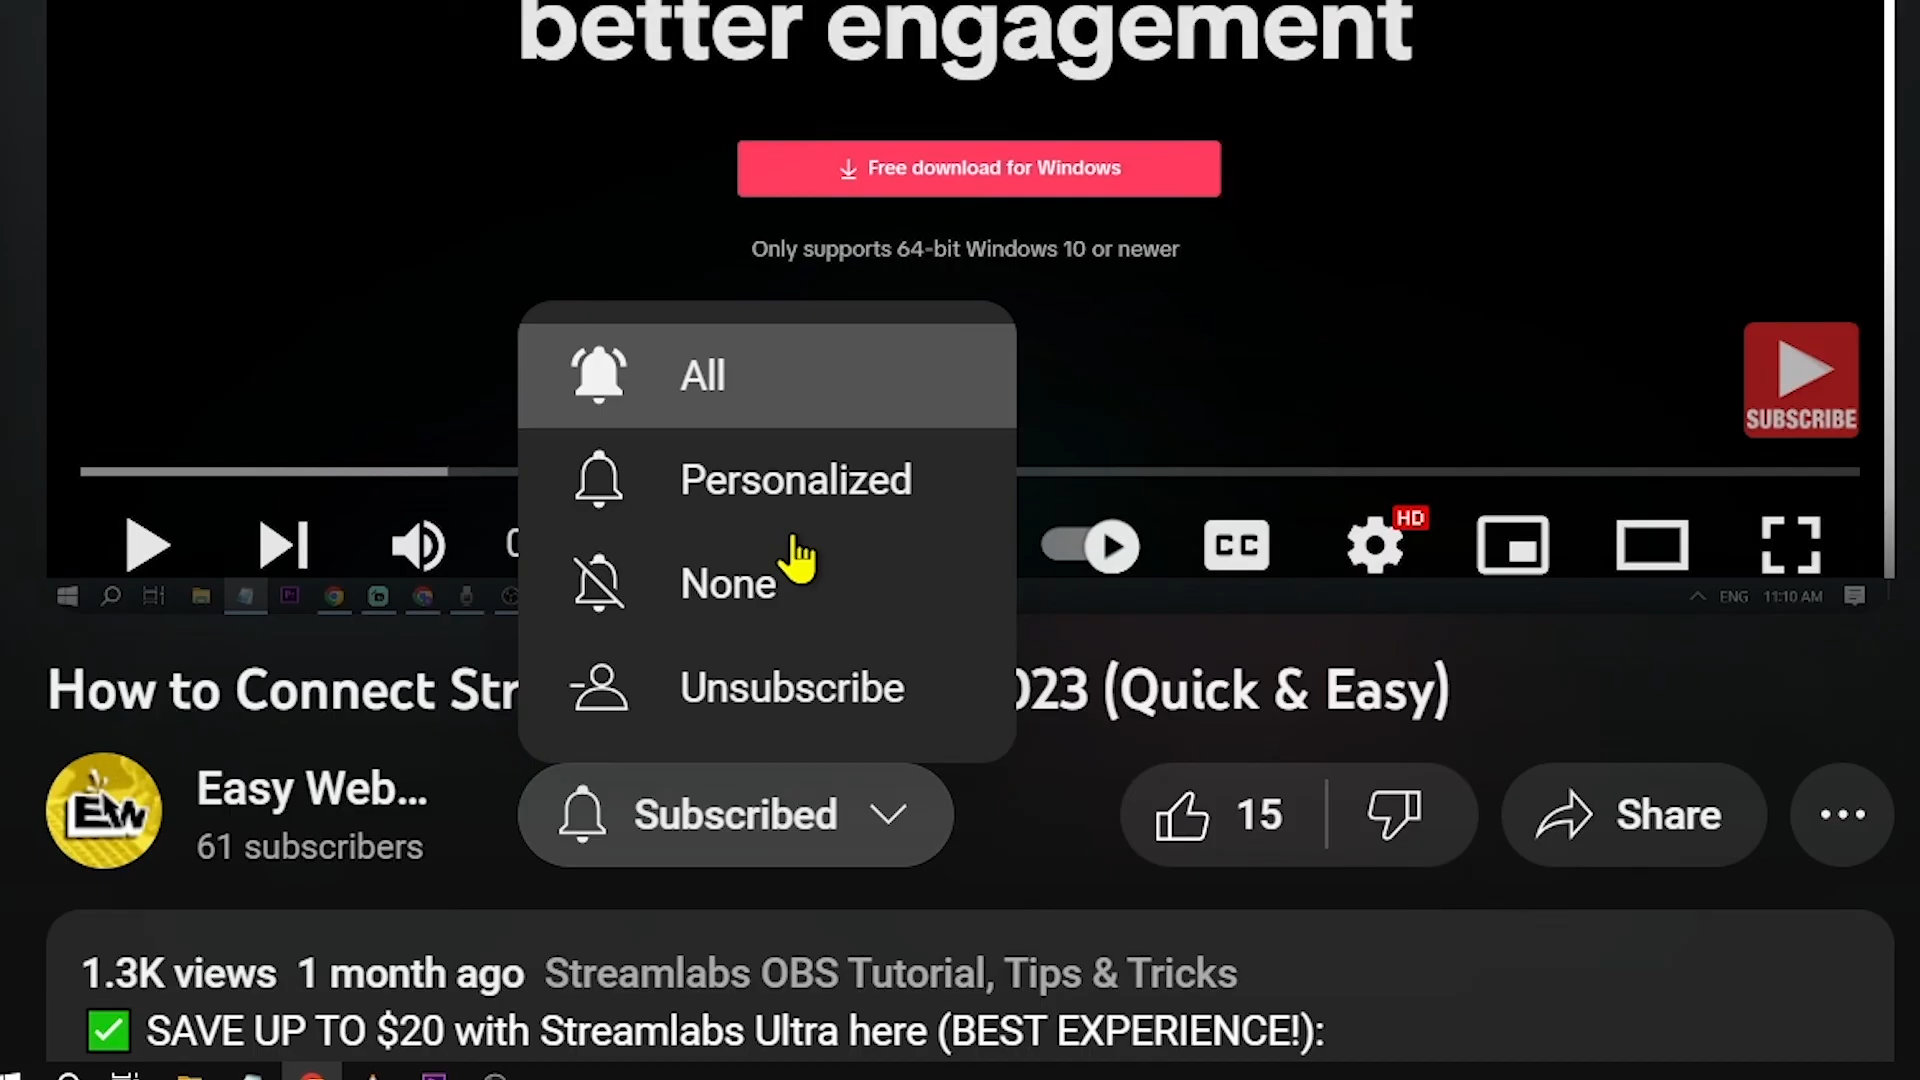 better engagement
Free download for Windows
Only supports 64-bit Windows 10 or newer
All
SUBSCRIBE
Personalized
HD
CC
None
ENG 11:10 AM
How to Connect Str 023 (Quick & Easy)
Unsubscribe
EW
Easy Web...
61 subscribers
Subscribed
15
Share
1.3K views 1 month ago Streamlabs OBS Tutorial, Tips & Tricks
✅ SAVE UP TO $20 with Streamlabs Ultra here (BEST EXPERIENCE!):